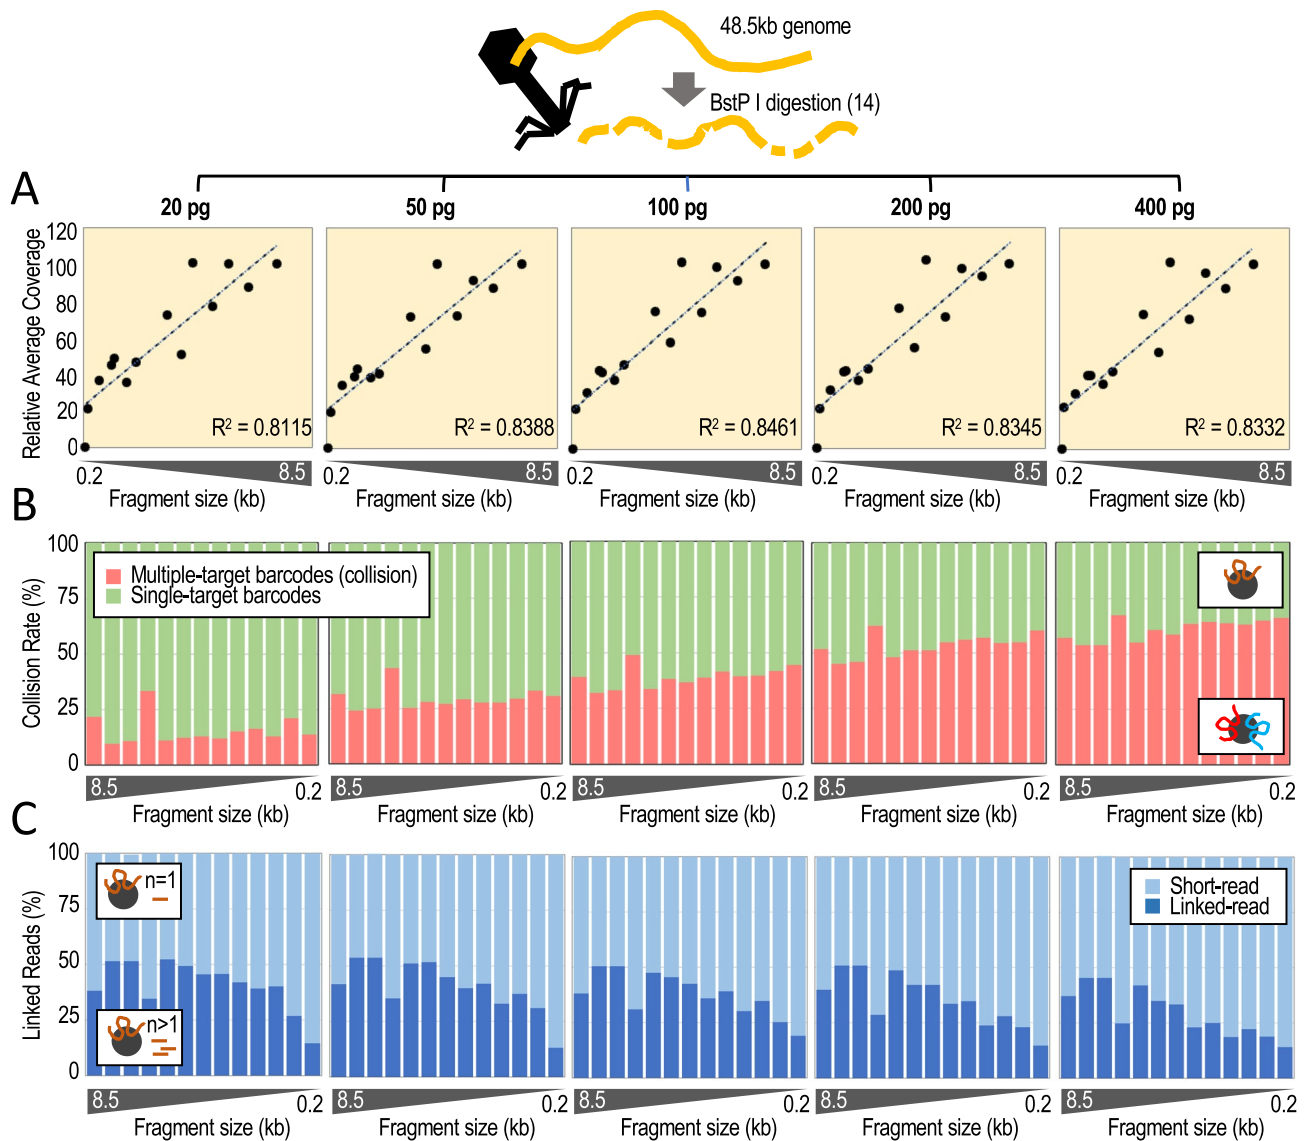 48.5kb genome
BstP I digestion (14)
A
20 pg
50 pg
100 pg
200 pg
400 pg
Relative Average Coverage
120
100
80
60
40
20
0
R² = 0.8115
R² = 0.8388
R² = 0.8461
R² = 0.8345
R² = 0.8332
0.2
8.5
0.2
8.5
0.2
8.5
0.2
8.5
0.2
8.5
Fragment size (kb)
Fragment size (kb)
Fragment size (kb)
Fragment size (kb)
Fragment size (kb)
B
Collision Rate (%)
100
75
50
25
0
Multiple-target barcodes (collision)
Single-target barcodes
8.5
0.2
8.5
0.2
8.5
0.2
8.5
0.2
8.5
0.2
Fragment size (kb)
Fragment size (kb)
Fragment size (kb)
Fragment size (kb)
Fragment size (kb)
C
Linked Reads (%)
100
75
50
25
0
n=1
n>1
Short-read
Linked-read
8.5
0.2
8.5
0.2
8.5
0.2
8.5
0.2
8.5
0.2
Fragment size (kb)
Fragment size (kb)
Fragment size (kb)
Fragment size (kb)
Fragment size (kb)